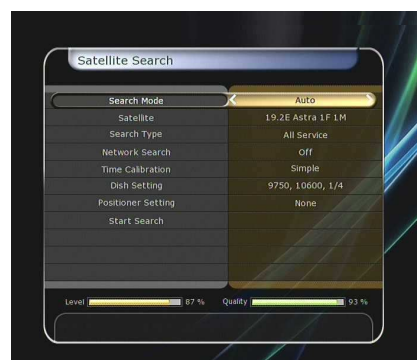 Satellite Search
Search Mode Auto
Satellite 19.2E Astra 1F 1M
Search Type All Service
Network Search Off
Time Calibration Simple
Dish Setting 9750, 10600, 1/4
Positioner Setting None
Start Search
Level 87 % Quality 93 %